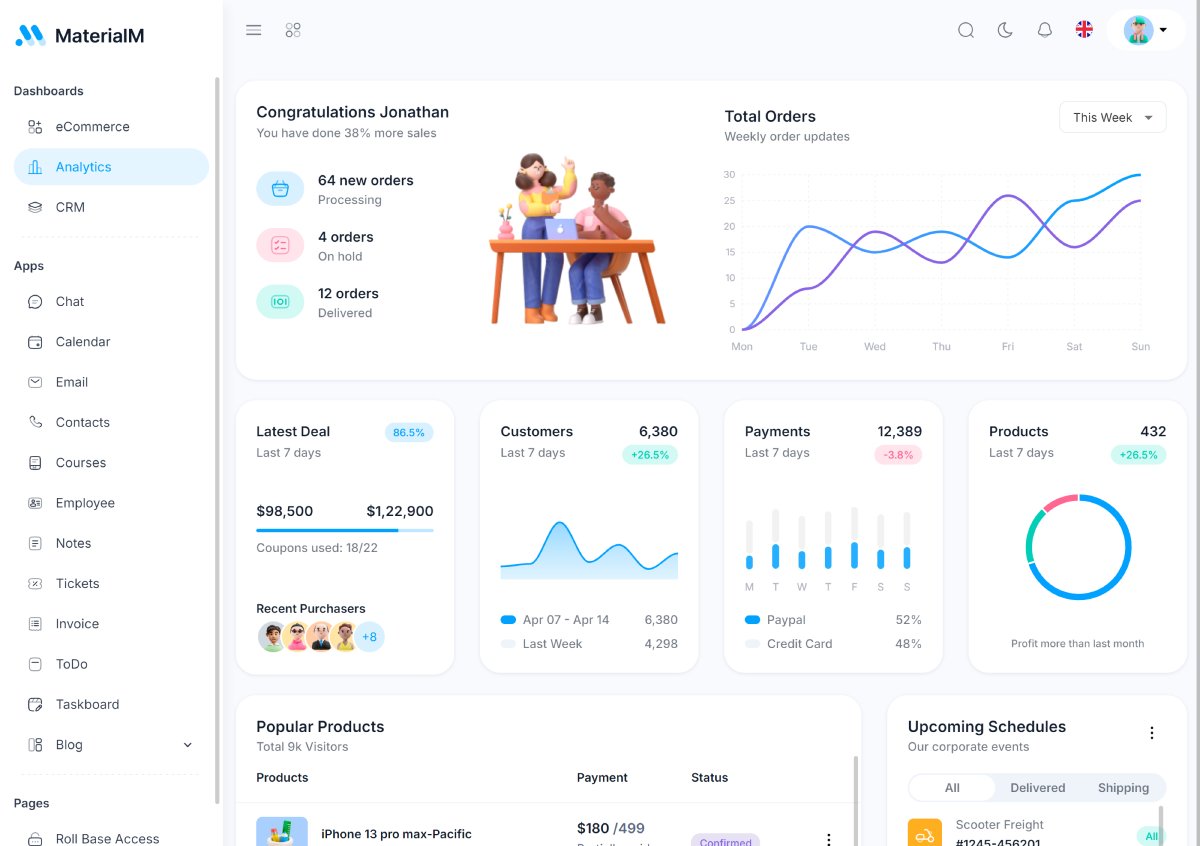 MaterialM
Dashboards
eCommerce
Analytics
CRM
Apps
Chat
Calendar
Email
Contacts
Courses
Employee
Notes
Tickets
Invoice
ToDo
Taskboard
Blog
Pages
Roll Base Access
Congratulations Jonathan
You have done 38% more sales
64 new orders
Processing
4 orders
On hold
12 orders
Delivered
Total Orders
Weekly order updates
This Week
30
25
20
15
10
5
0
Mon Tue Wed Thu Fri Sat Sun
Latest Deal 86.5%
Last 7 days
$98,500 $1,22,900
Coupons used: 18/22
Recent Purchasers
+8
Customers 6,380
Last 7 days +26.5%
Apr 07 - Apr 14 6,380
Last Week 4,298
Payments 12,389
Last 7 days -3.8%
M T W T F S S
Paypal 52%
Credit Card 48%
Products 432
Last 7 days +26.5%
Profit more than last month
Popular Products
Total 9k Visitors
Products Payment Status
iPhone 13 pro max-Pacific
$180 /499
Confirmed
Upcoming Schedules
Our corporate events
All Delivered Shipping
Scooter Freight
#1245-456201
All